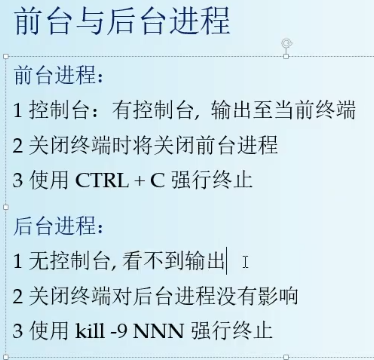 前台与后台进程
前台进程：
1 控制台：有控制台, 输出至当前终端
2 关闭终端时将关闭前台进程
3 使用 CTRL + C 强行终止
后台进程：
1 无控制台, 看不到输出
2 关闭终端对后台进程没有影响
3 使用 kill -9 NNN 强行终止